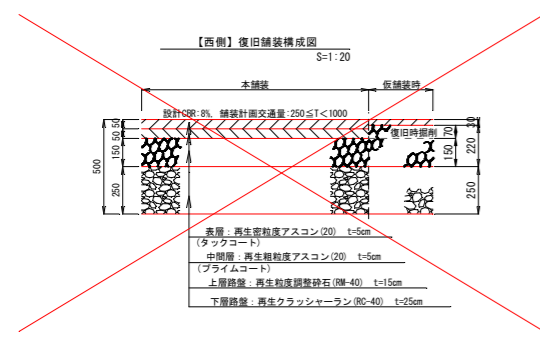 【西側】復旧舗装構成図
S=1:20
本舗装
仮舗装時
設計CBR:8%, 舗装計画交通量:250≦T<1000
復旧時掘削
50
50
150
250
500
30
70
150
220
250
表層:再生密粒度アスコン(20) t=5cm
(タックコート)
中間層:再生粗粒度アスコン(20) t=5cm
(プライムコート)
上層路盤:再生粒度調整砕石(RM-40) t=15cm
下層路盤:再生クラッシャーラン(RC-40) t=25cm